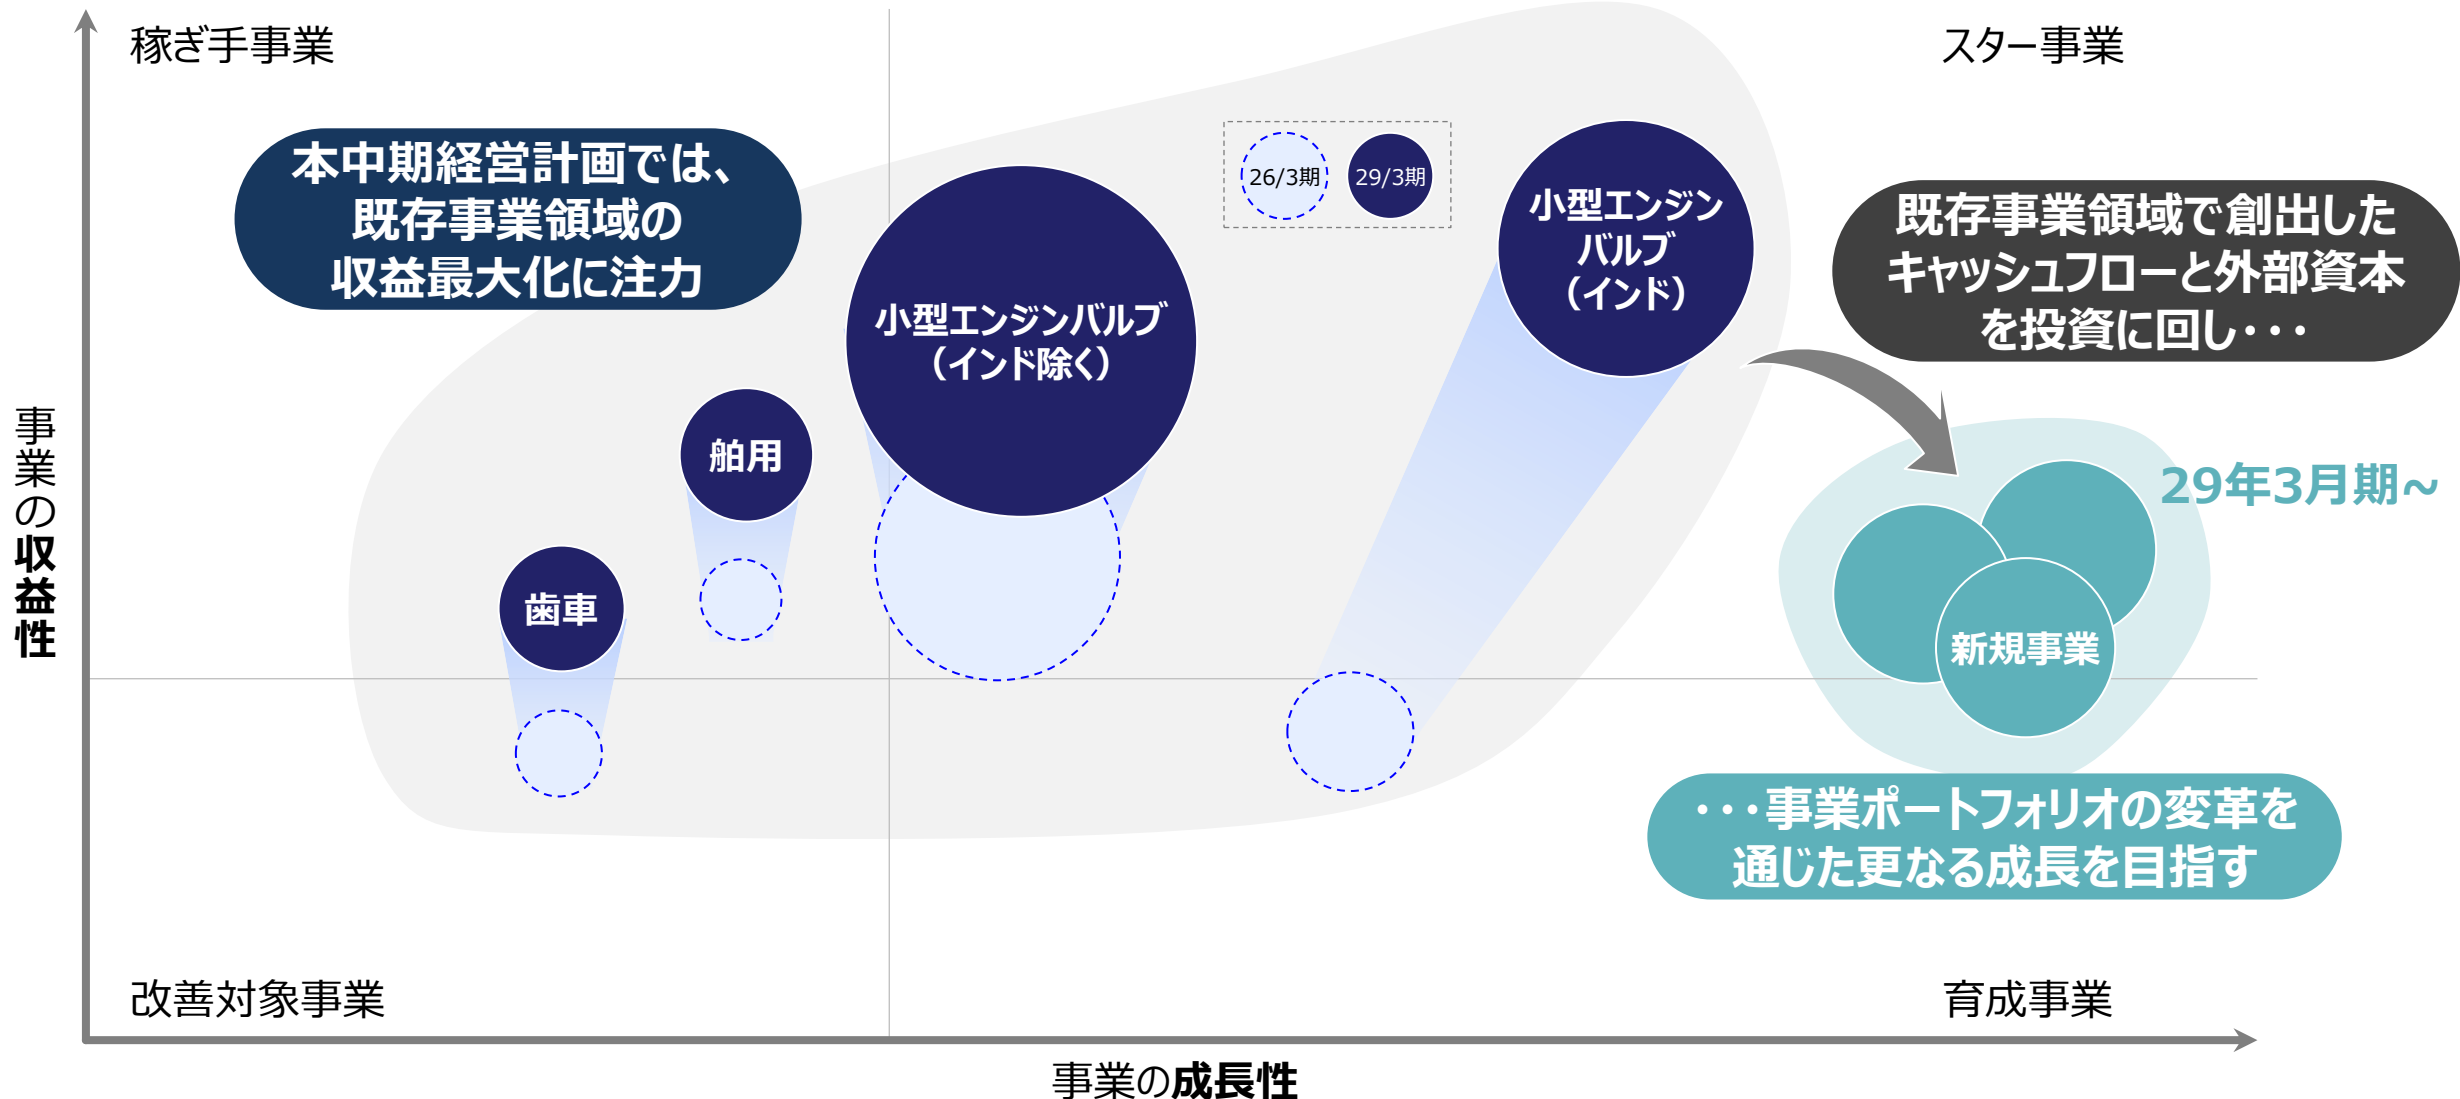 稼ぎ手事業
スター事業
本中期経営計画では、
既存事業領域の
収益最大化に注力
26/3期
29/3期
小型エンジン
バルブ
（インド）
既存事業領域で創出した
キャッシュフローと外部資本
を投資に回し・・・
小型エンジンバルブ
（インド除く）
舶用
歯車
事業の収益性
29年3月期~
新規事業
・・・事業ポートフォリオの変革を
通じた更なる成長を目指す
改善対象事業
育成事業
事業の成長性